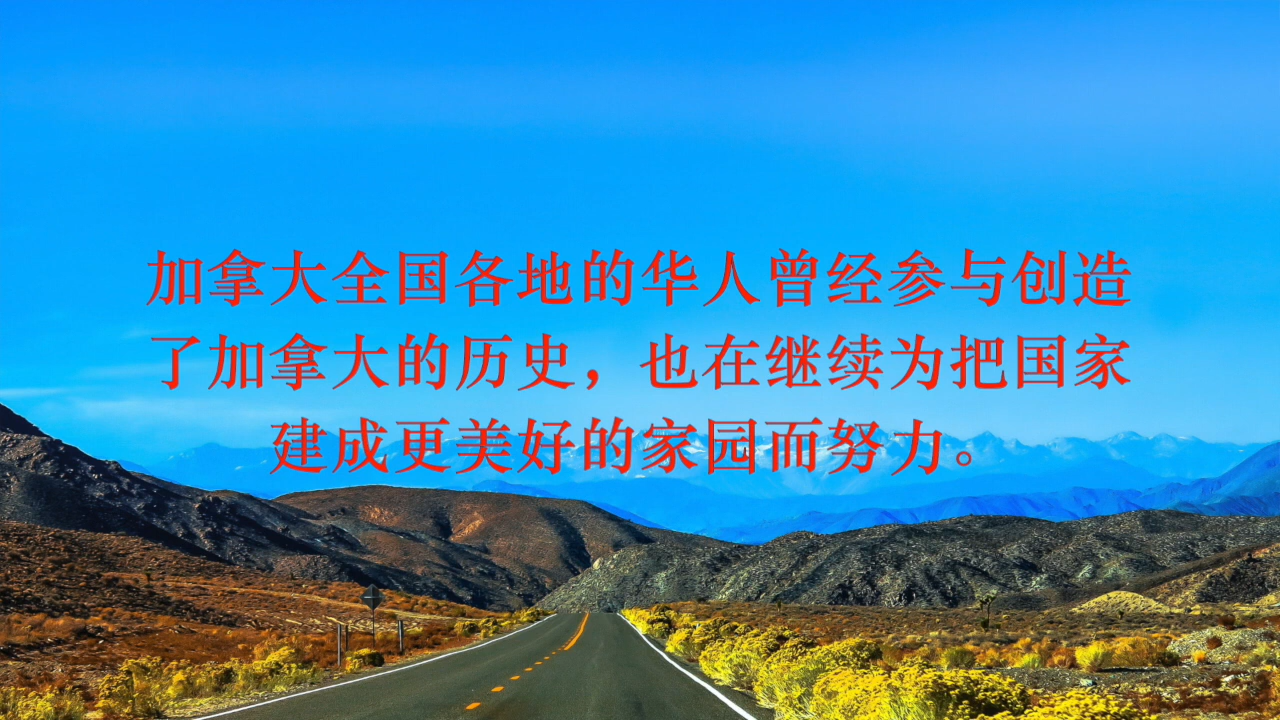 加拿大全国各地的华人曾经参与创造
了加拿大的历史，也在继续为把国家
建成更美好的家园而努力。